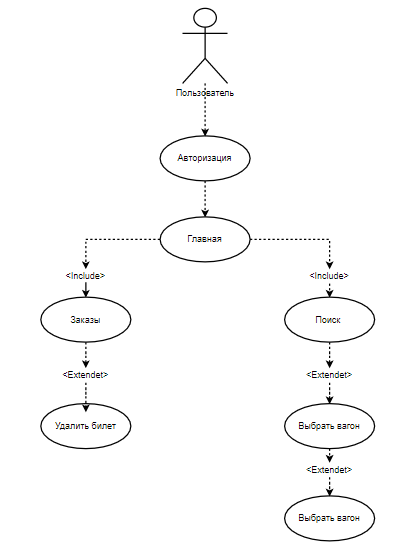 Пользователь
Авторизация
Главная
<Include>
<Include>
Заказы
Поиск
<Extendet>
<Extendet>
Удалить билет
Выбрать вагон
<Extendet>
Выбрать вагон